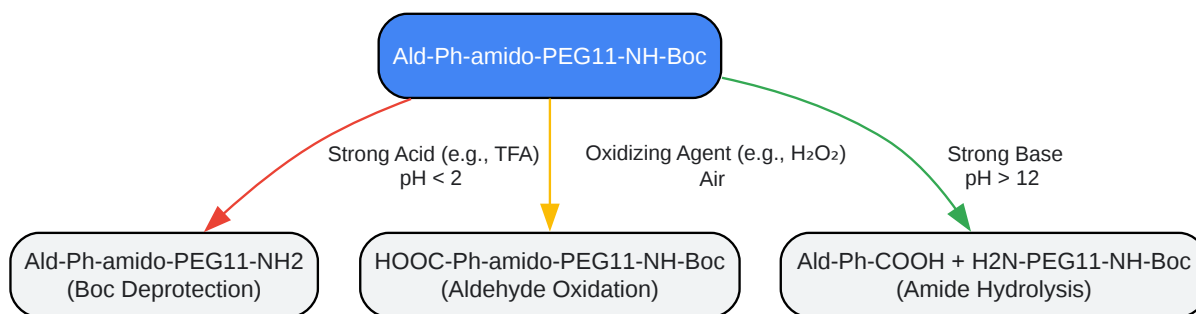 Ald-Ph-amido-PEG11-NH-Boc
Strong Acid (e.g., TFA)
pH < 2
Oxidizing Agent (e.g., H₂O₂)
Air
Strong Base
pH > 12
Ald-Ph-amido-PEG11-NH2
(Boc Deprotection)
HOOC-Ph-amido-PEG11-NH-Boc
(Aldehyde Oxidation)
Ald-Ph-COOH + H2N-PEG11-NH-Boc
(Amide Hydrolysis)